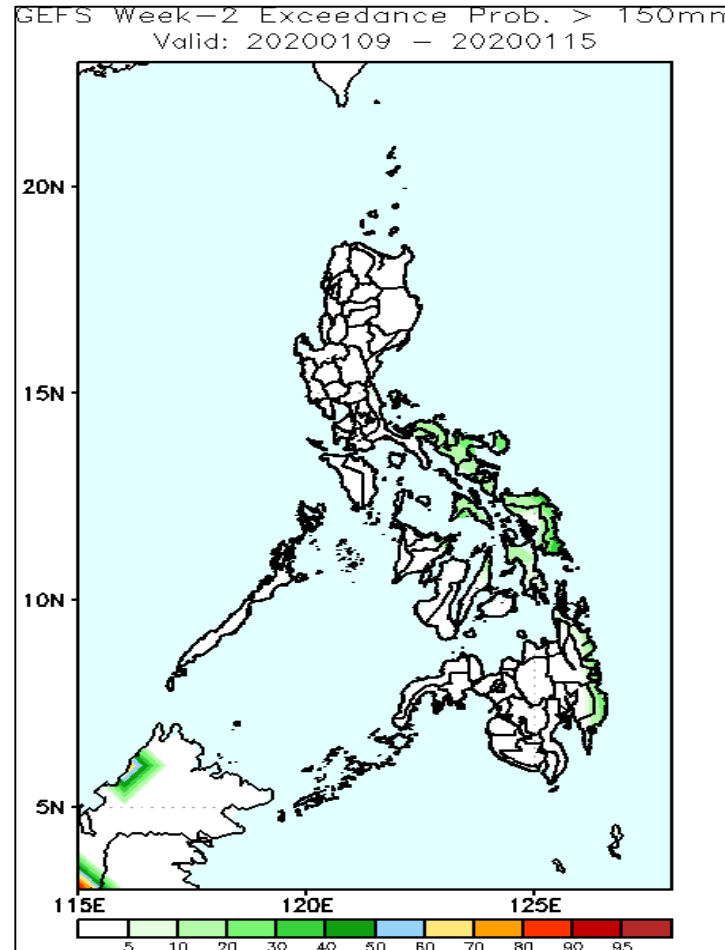 GEFS Week-2 Exceedance Prob. > 150mm
Valid: 20200109 - 20200115
20N
15N
10N
5N
115E 120E 125E
5 10 20 30 40 50 60 70 80 90 95